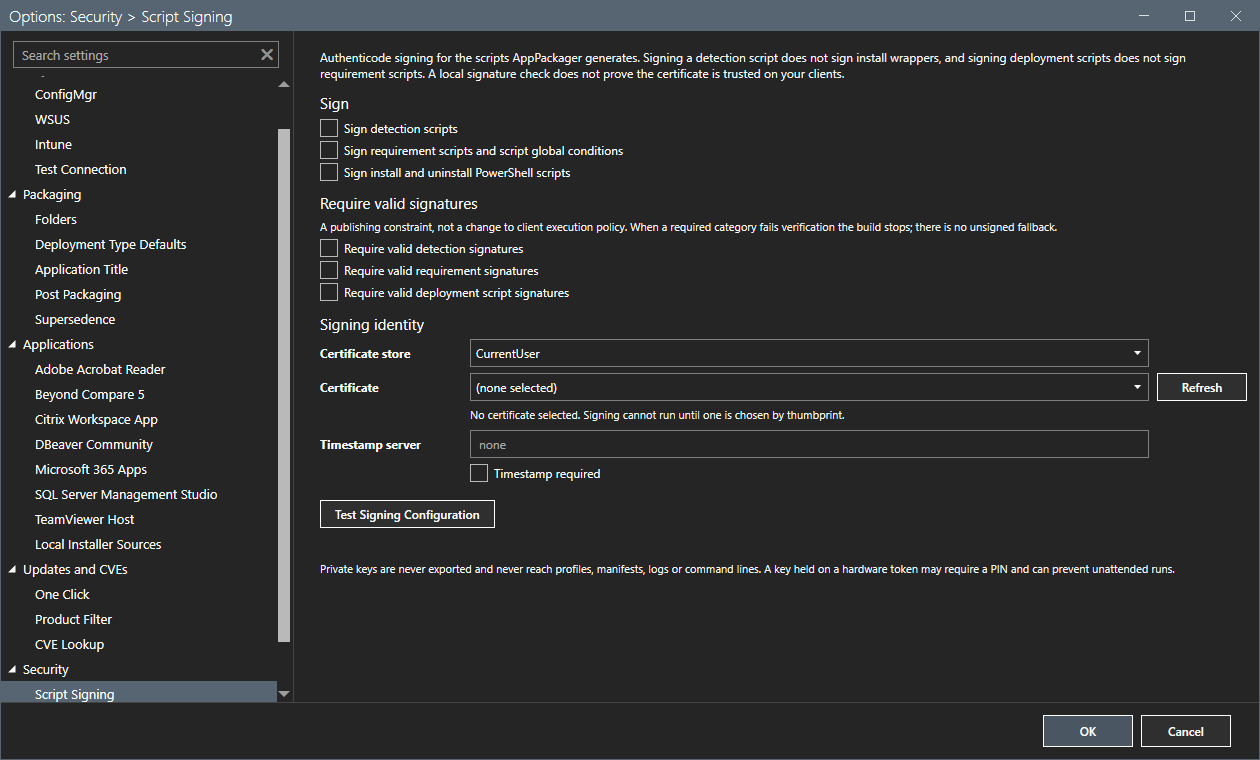 Options: Security > Script Signing
Search settings
ConfigMgr
WSUS
Intune
Test Connection
Packaging
Folders
Deployment Type Defaults
Application Title
Post Packaging
Supersedence
Applications
Adobe Acrobat Reader
Beyond Compare 5
Citrix Workspace App
DBeaver Community
Microsoft 365 Apps
SQL Server Management Studio
TeamViewer Host
Local Installer Sources
Updates and CVEs
One Click
Product Filter
CVE Lookup
Security
Script Signing
Authenticode signing for the scripts AppPackager generates. Signing a detection script does not sign install wrappers, and signing deployment scripts does not sign
requirement scripts. A local signature check does not prove the certificate is trusted on your clients.
Sign
Sign detection scripts
Sign requirement scripts and script global conditions
Sign install and uninstall PowerShell scripts
Require valid signatures
A publishing constraint, not a change to client execution policy. When a required category fails verification the build stops; there is no unsigned fallback.
Require valid detection signatures
Require valid requirement signatures
Require valid deployment script signatures
Signing identity
Certificate store
CurrentUser
Certificate
(none selected)
Refresh
No certificate selected. Signing cannot run until one is chosen by thumbprint.
Timestamp server
none
Timestamp required
Test Signing Configuration
Private keys are never exported and never reach profiles, manifests, logs or command lines. A key held on a hardware token may require a PIN and can prevent unattended runs.
OK
Cancel